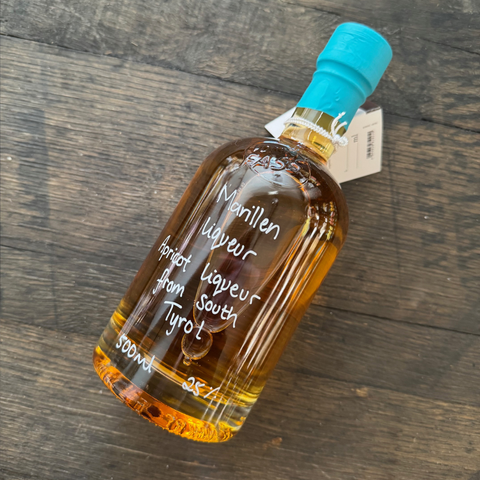 Marillen
liqueur
Apricot liqueur
from south
Tyrol
500ml 25%